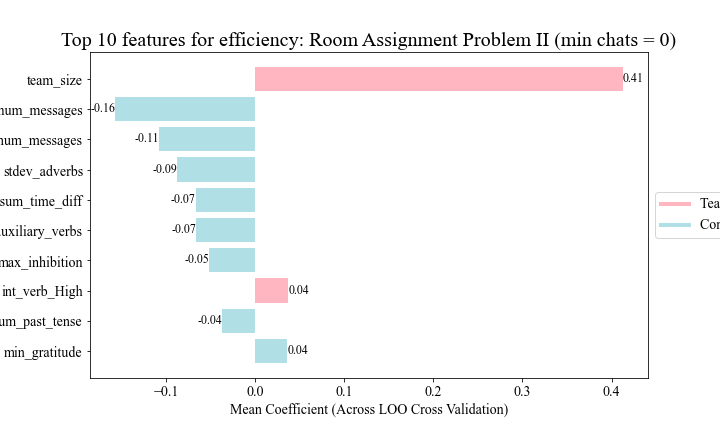 Top 10 features for efficiency: Room Assignment Problem II (min chats = 0)
team_size 0.41
num_messages -0.16
num_messages -0.11
stdev_adverbs -0.09
sum_time_diff -0.07
uxiliary_verbs -0.07
max_inhibition -0.05
int_verb_High 0.04
um_past_tense -0.04
min_gratitude 0.04
Tea
Con
−0.1 0.0 0.1 0.2 0.3 0.4
Mean Coefficient (Across LOO Cross Validation)